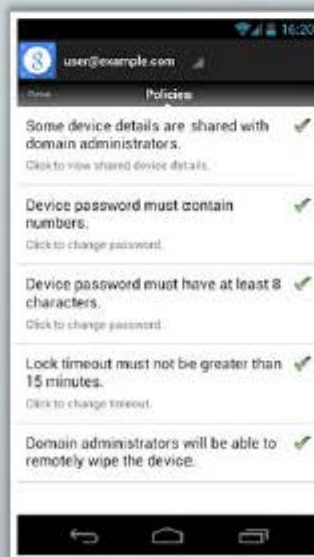 16:20
8
user@example.com
Policies
Some device details are shared with
domain administrators.
Click to view shared device details.
Device password must contain
numbers.
Click to change password.
Device password must have at least 8
characters.
Click to change password.
Lock timeout must not be greater than
15 minutes.
Click to change timeout.
Domain administrators will be able to
remotely wipe the device.